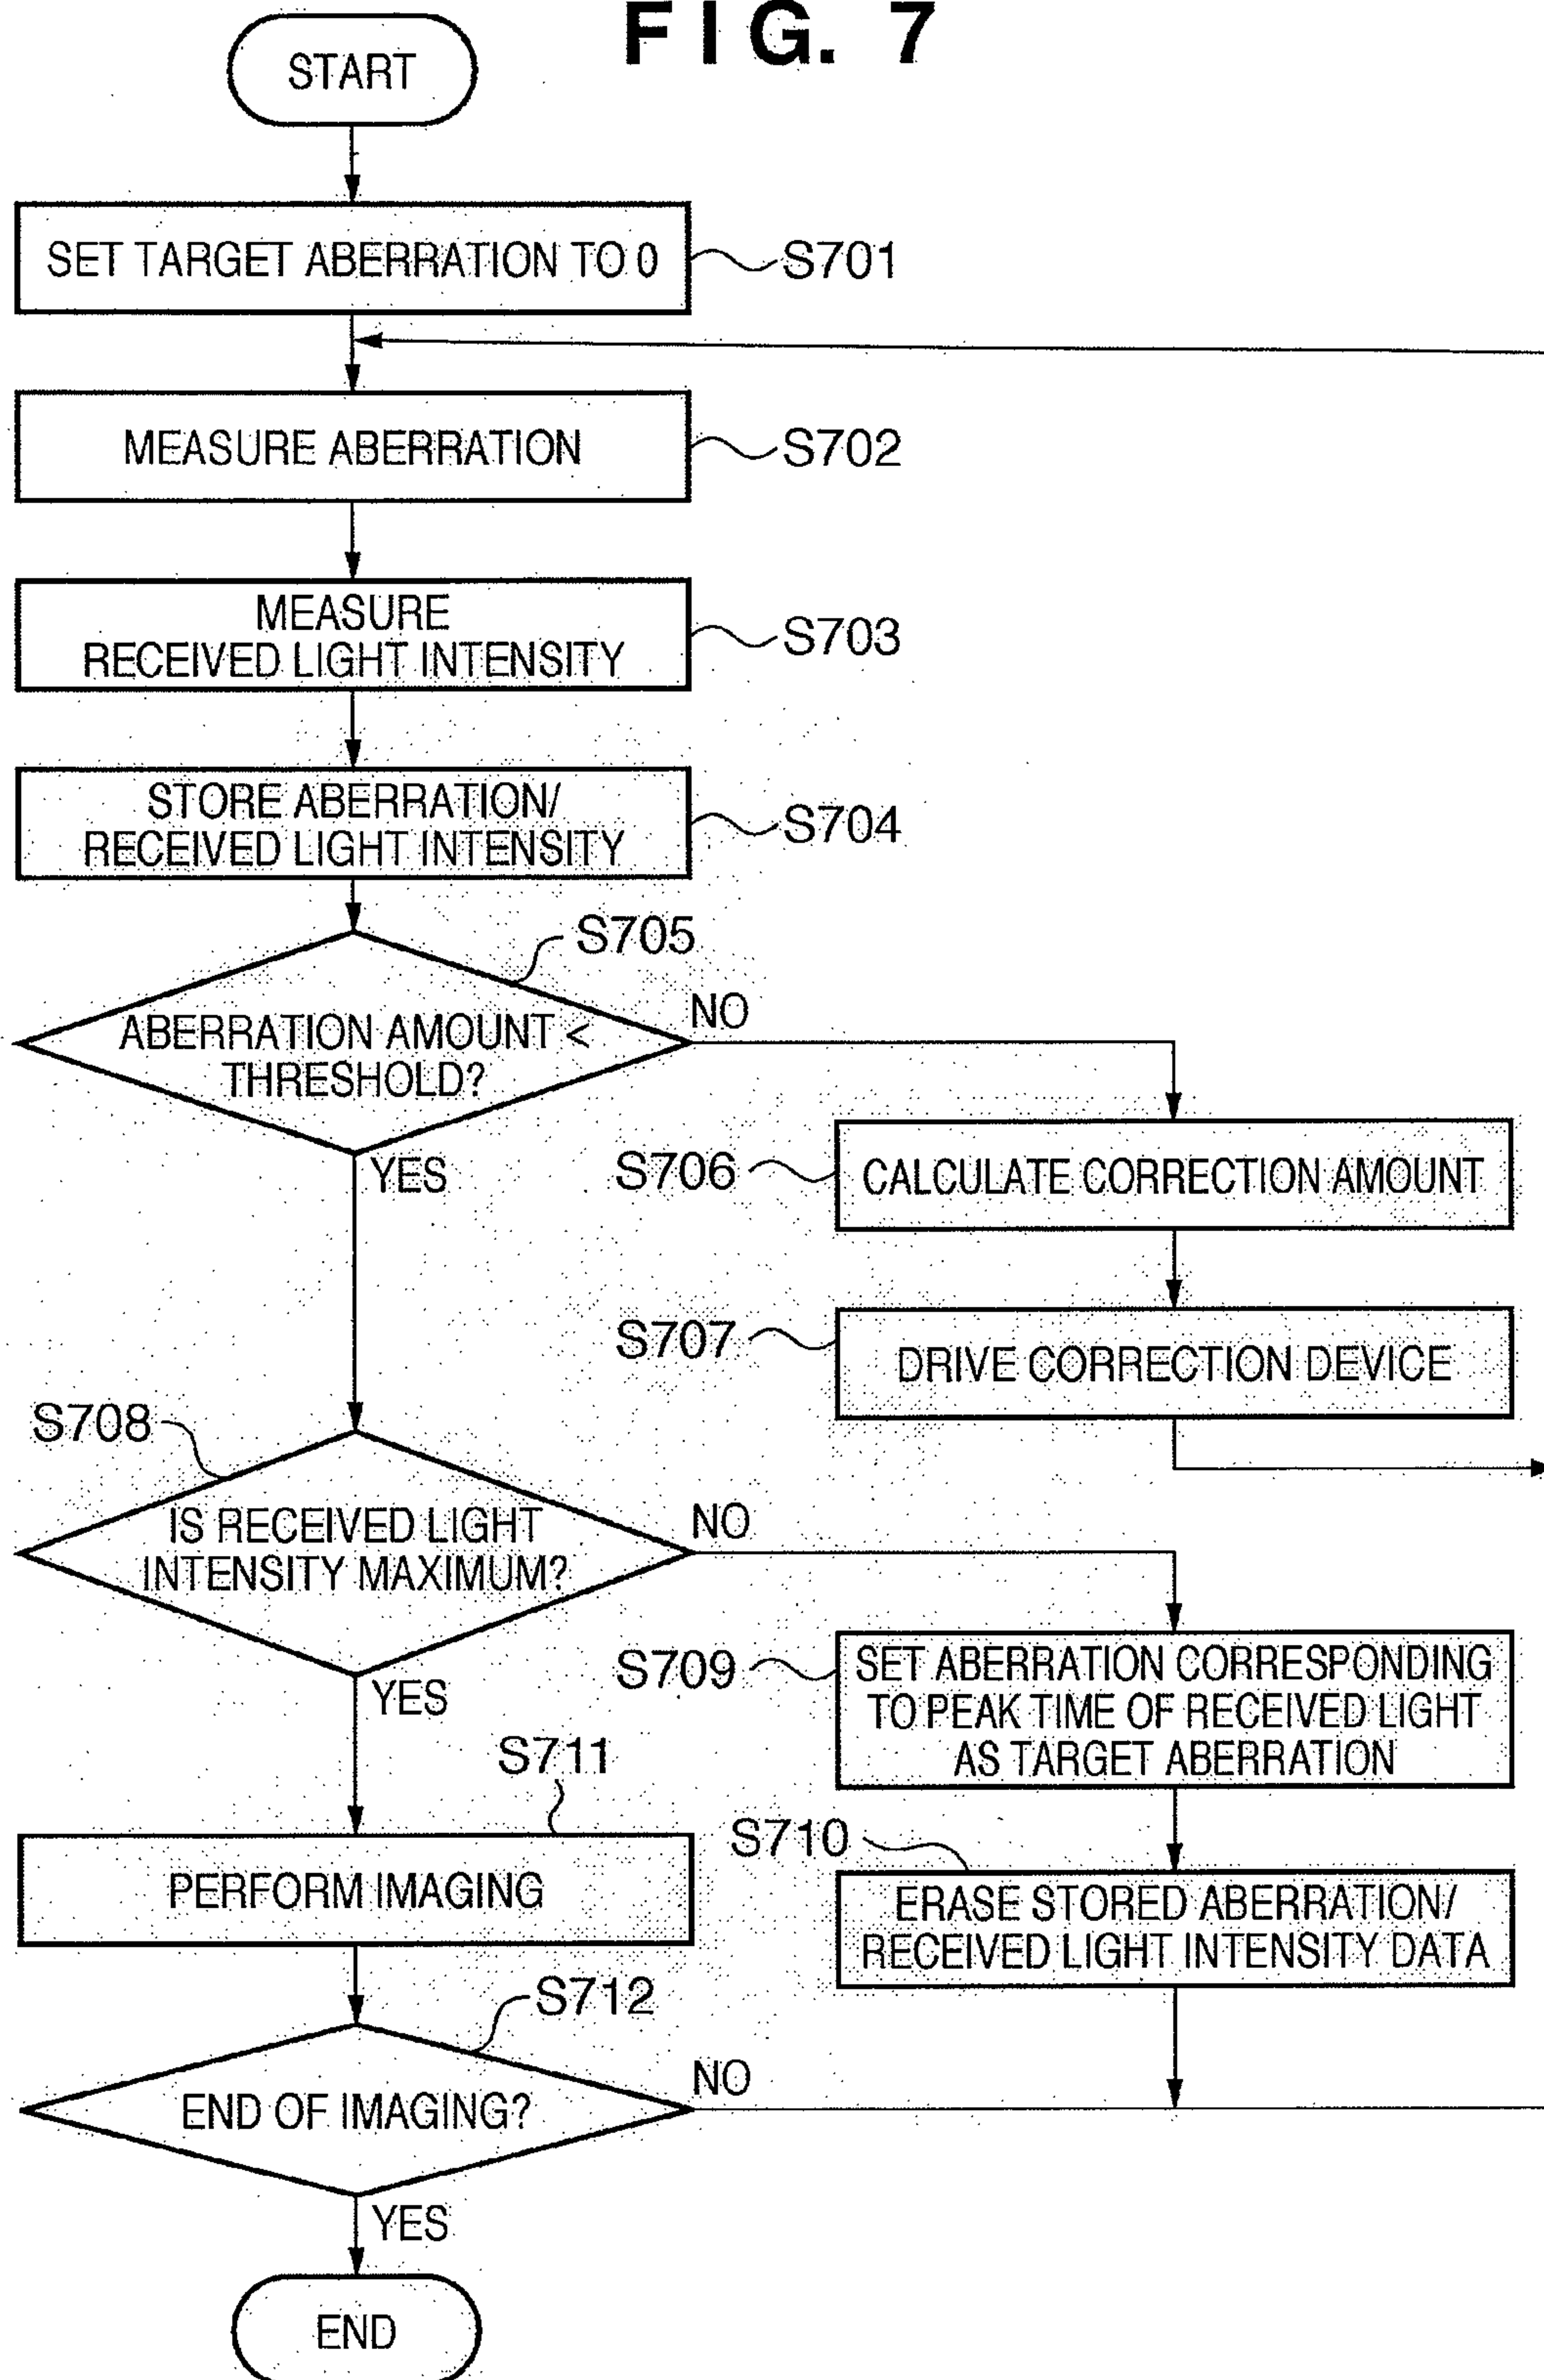 FIG. 7
START
SET TARGET ABERRATION TO 0
S701
MEASURE ABERRATION
S702
MEASURE
RECEIVED LIGHT INTENSITY
S703
STORE ABERRATION/
RECEIVED LIGHT INTENSITY
S704
S705
ABERRATION AMOUNT <
THRESHOLD?
NO
YES
S706
CALCULATE CORRECTION AMOUNT
S707
DRIVE CORRECTION DEVICE
S708
IS RECEIVED LIGHT
INTENSITY MAXIMUM?
NO
YES
S709
SET ABERRATION CORRESPONDING
TO PEAK TIME OF RECEIVED LIGHT
AS TARGET ABERRATION
S710
ERASE STORED ABERRATION/
RECEIVED LIGHT INTENSITY DATA
S711
PERFORM IMAGING
S712
END OF IMAGING?
NO
YES
END